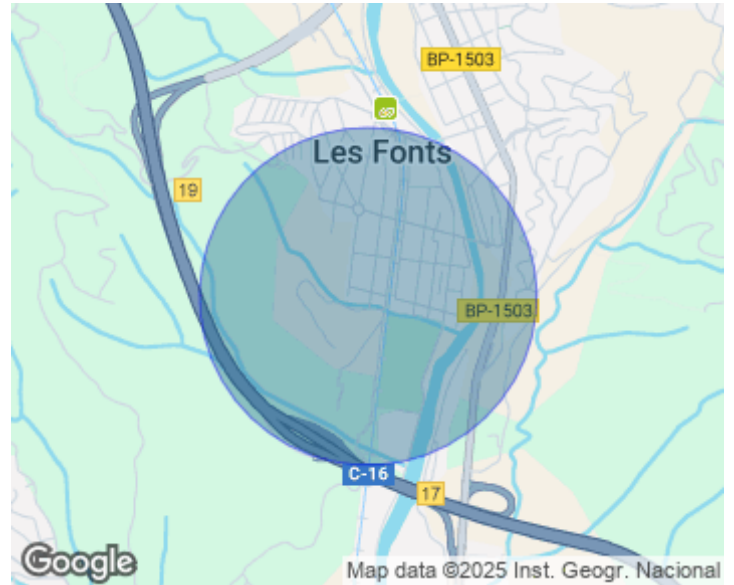 BP-1503
Les Fonts
19
BP-1503
C-16
17
Google
Map data ©2025 Inst. Geogr. Nacional